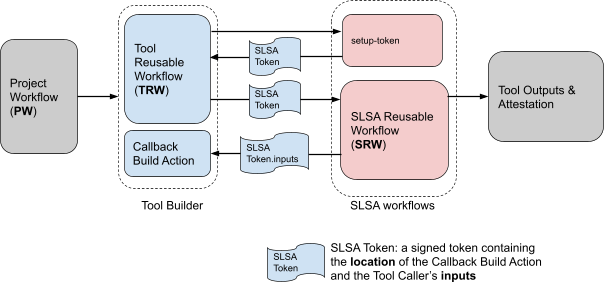 Project
Workflow
(PW)
Tool
Reusable
Workflow
(TRW)
Callback
Build Action
Tool Builder
SLSA
Token
SLSA
Token
SLSA
Token.inputs
setup-token
SLSA Reusable
Workflow
(SRW)
SLSA workflows
Tool Outputs &
Attestation
SLSA
Token
SLSA Token: a signed token containing
the location of the Callback Build Action
and the Tool Caller's inputs